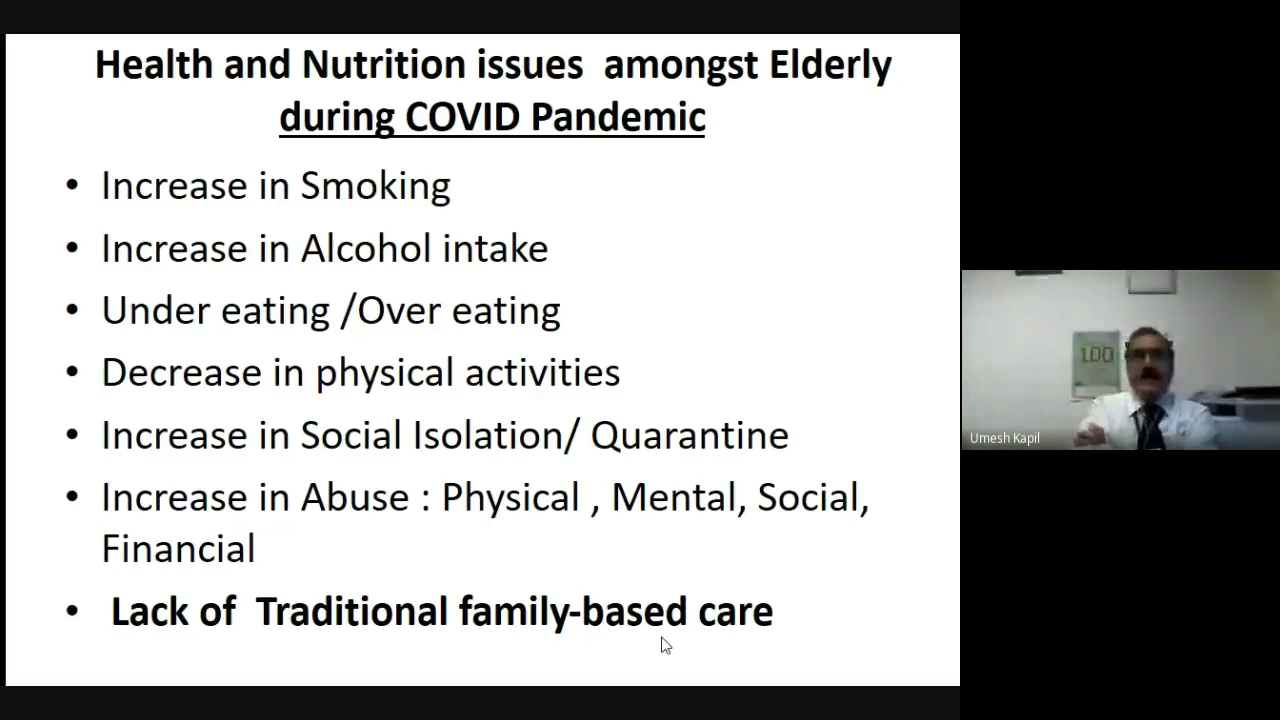 Health and Nutrition issues amongst Elderly
during COVID Pandemic
• Increase in Smoking
• Increase in Alcohol intake
• Under eating /Over eating
• Decrease in physical activities
• Increase in Social Isolation/ Quarantine
• Increase in Abuse : Physical , Mental, Social,
Financial
• Lack of Traditional family-based care
100
Umesh Kapil